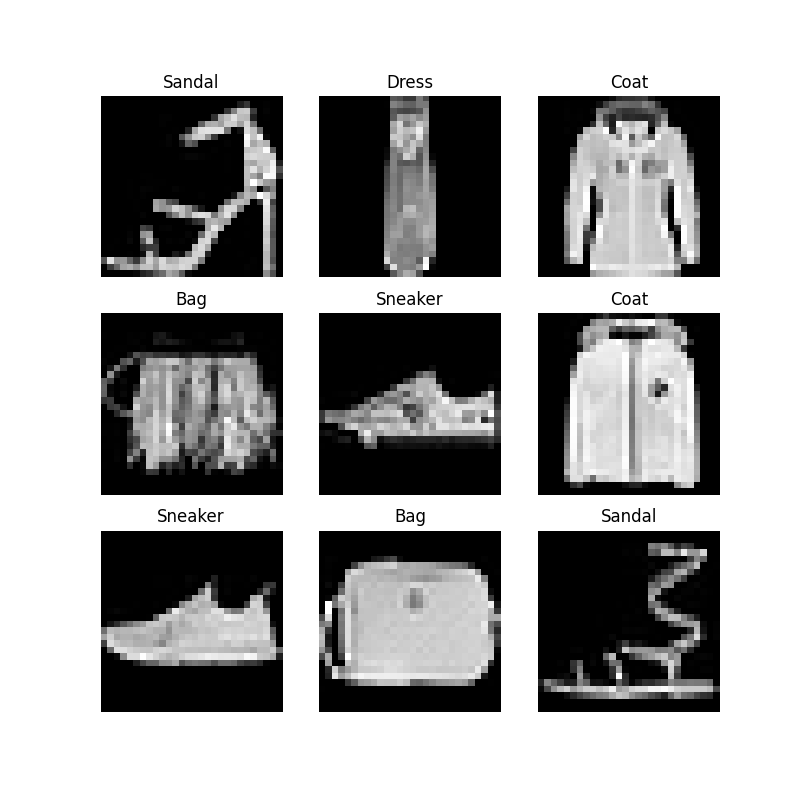 Sandal
Dress
Coat
Bag
Sneaker
Coat
Sneaker
Bag
Sandal